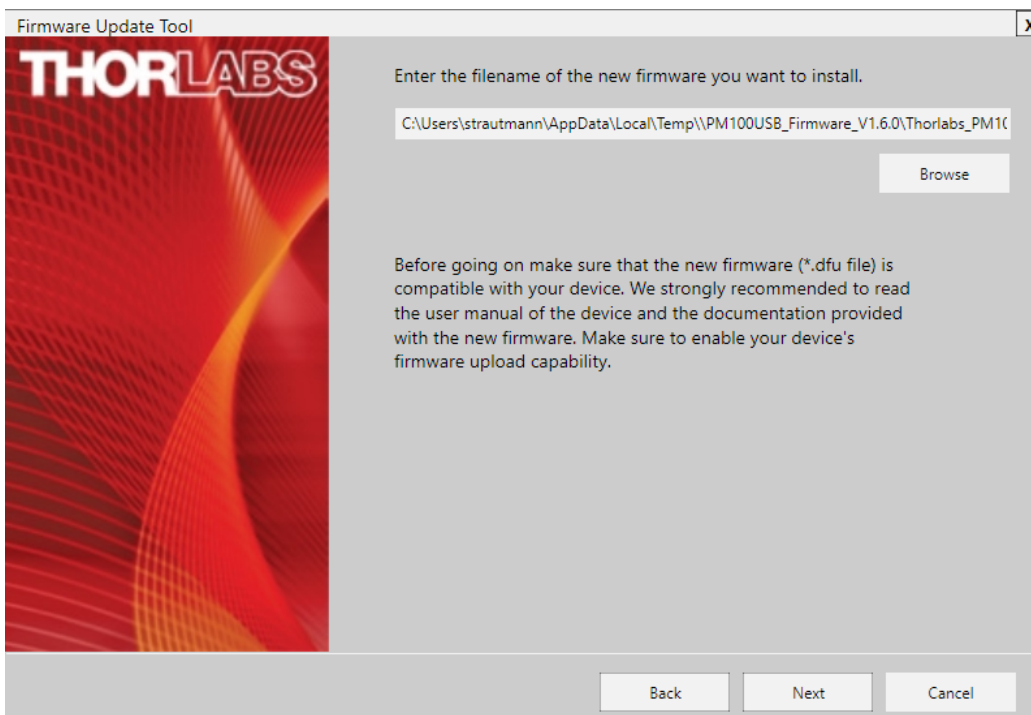 Firmware Update Tool
X
THORLABS
Enter the filename of the new firmware you want to install.
C:\Users\strautmann\AppData\Local\Temp\\PM100USB_Firmware_V1.6.0\Thorlabs_PM10
Browse
Before going on make sure that the new firmware (*.dfu file) is
compatible with your device. We strongly recommended to read
the user manual of the device and the documentation provided
with the new firmware. Make sure to enable your device's
firmware upload capability.
Back
Next
Cancel